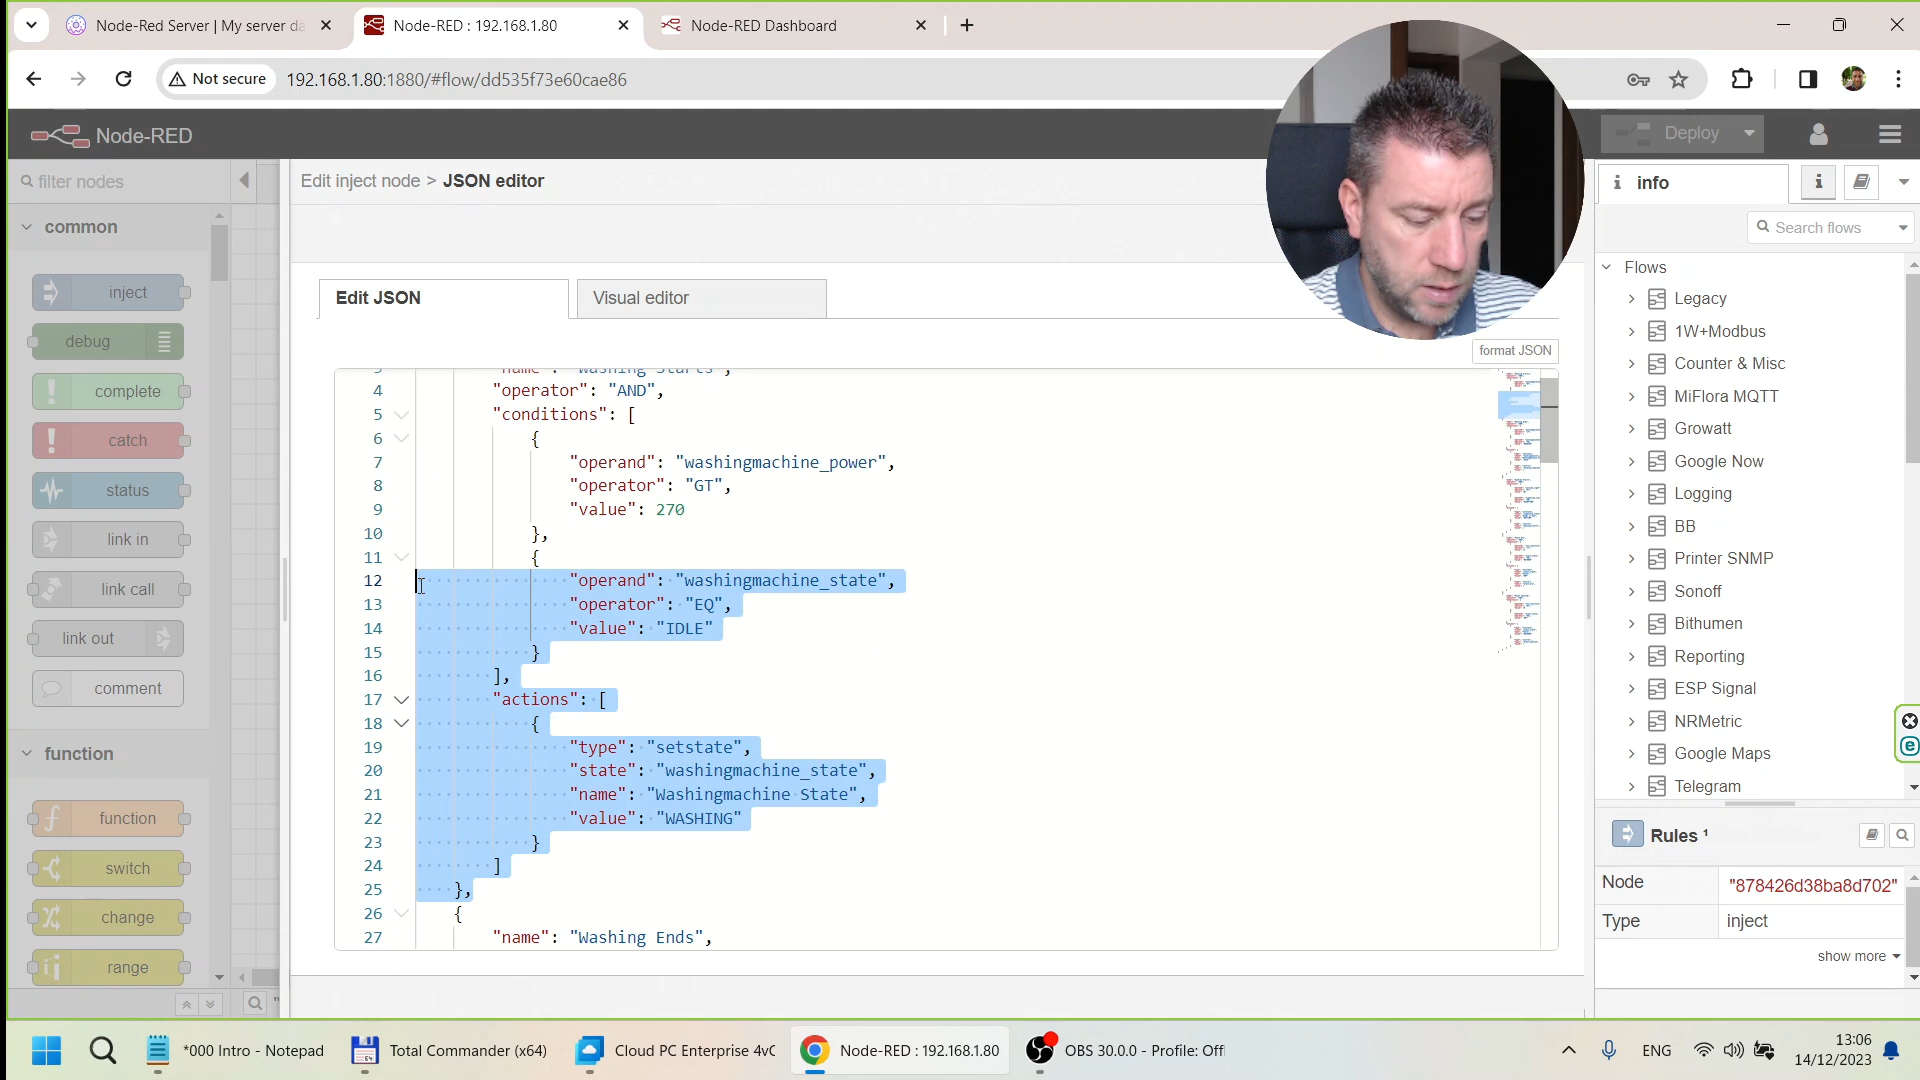 Node-Red Server | My server da
Node-RED : 192.168.1.80
Node-RED Dashboard
Not secure
192.168.1.80:1880/#flow/dd535f73e60cae86
Node-RED
Deploy
filter nodes
Edit inject node > JSON editor
info
common
Search flows
inject
debug
complete
catch
status
link in
link call
link out
comment
function
function
switch
change
range
Edit JSON
Visual editor
format JSON
"name": "Washing Starts",
4 "operator": "AND",
5 "conditions": [
6 {
7 "operand": "washingmachine_power",
8 "operator": "GT",
9 "value": 270
10 },
11 {
12 "operand": "washingmachine_state",
13 "operator": "EQ",
14 "value": "IDLE"
15 }
16 ],
17 "actions": [
18 {
19 "type": "setstate",
20 "state": "washingmachine_state",
21 "name": "Washingmachine State",
22 "value": "WASHING"
23 }
24 ]
25 },
26 {
27 "name": "Washing Ends",
Flows
Legacy
1W+Modbus
Counter & Misc
MiFlora MQTT
Growatt
Google Now
Logging
BB
Printer SNMP
Sonoff
Bithumen
Reporting
ESP Signal
NRMetric
Google Maps
Telegram
Rules 1
Node "878426d38ba8d702"
Type inject
show more
*000 Intro - Notepad
Total Commander (x64)
Cloud PC Enterprise 4vC
Node-RED : 192.168.1.80
OBS 30.0.0 - Profile: Off
ENG
13:06
14/12/2023